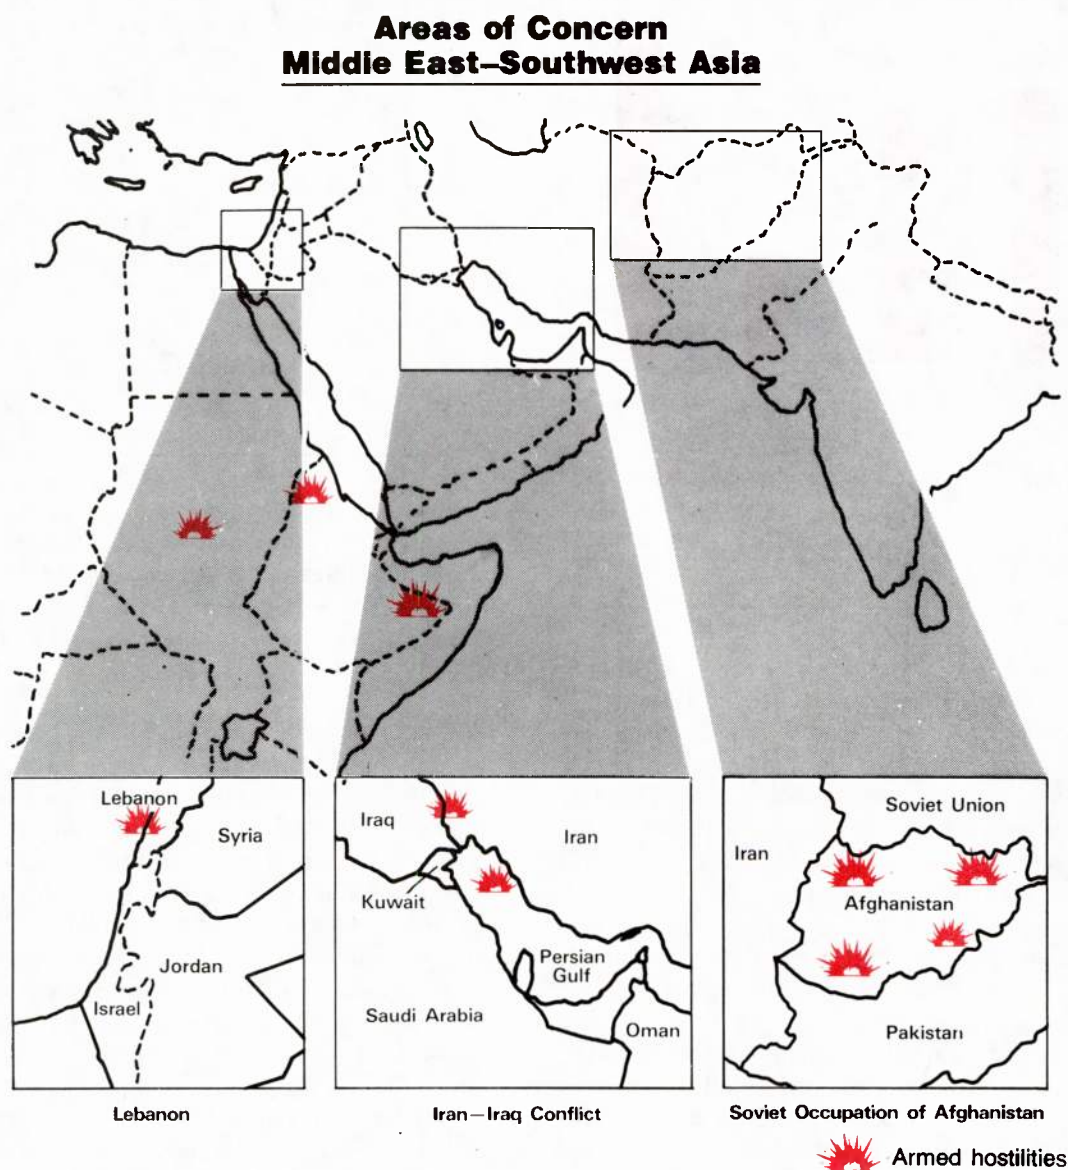 Areas of Concern
Middle East–Southwest Asia
Lebanon
Syria
Jordan
Israel
Iraq
Iran
Kuwait
Persian
Gulf
Saudi Arabia
Oman
Soviet Union
Iran
Afghanistan
Pakistan
Lebanon
Iran–Iraq Conflict
Soviet Occupation of Afghanistan
Armed hostilities